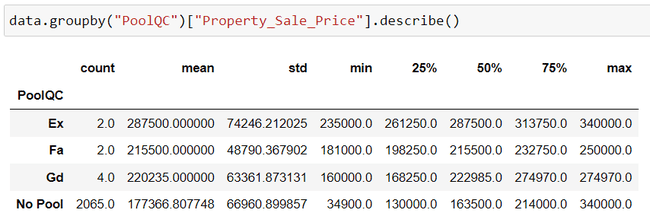 data.groupby("PoolQC")["Property_Sale_Price"].describe()
count mean std min 25% 50% 75% max
PoolQC
Ex 2.0 287500.000000 74246.212025 235000.0 261250.0 287500.0 313750.0 340000.0
Fa 2.0 215500.000000 48790.367902 181000.0 198250.0 215500.0 232750.0 250000.0
Gd 4.0 220235.000000 63361.873131 160000.0 168250.0 222985.0 274970.0 274970.0
No Pool 2065.0 177366.807748 66960.899857 34900.0 130000.0 163500.0 214000.0 340000.0